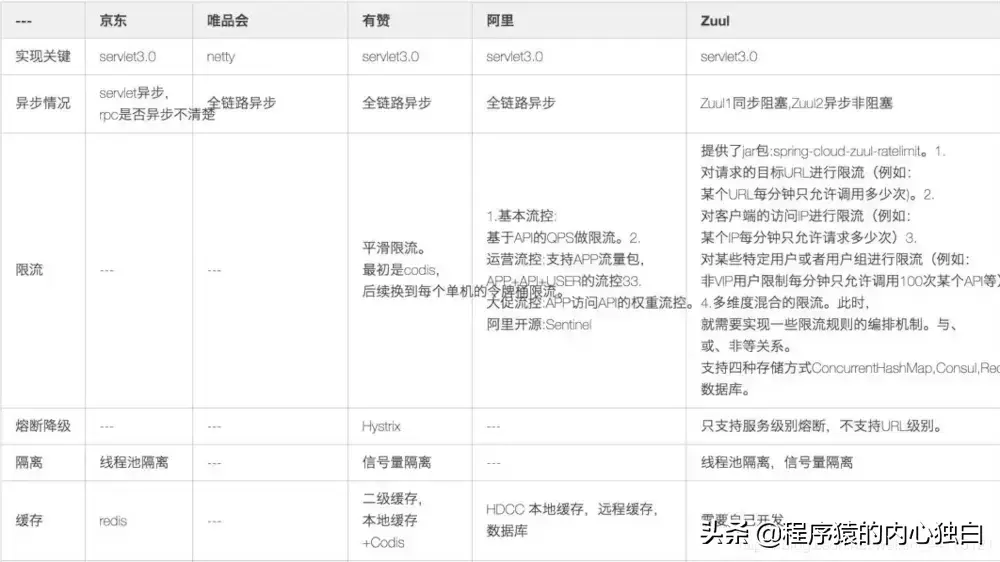 --- 京东 唯品会 有赞 阿里 Zuul
实现关键 servlet3.0 netty servlet3.0 servlet3.0 servlet3.0
异步情况 servlet异步， rpc是否异步不清楚 全链路异步 全链路异步 全链路异步 Zuul1同步阻塞,Zuul2异步非阻塞
限流 --- ---
平滑限流。
最初是codis，
后续换到每个单机的令牌桶限流。
1.基本流控：
基于API的QPS做限流。2.
运营流控：支持APP流量包，
APP+API+USER的流控33.
大促流控:APP访问API的权重流控。
阿里开源:Sentinel
提供了jar包:spring-cloud-zuul-ratelimit。1.
对请求的目标URL进行限流（例如：
某个URL每分钟只允许调用多少次）。2.
对客户端的访问IP进行限流（例如：
某个IP每分钟只允许请求多少次）3.
对某些特定用户或者用户组进行限流（例如：
非VIP用户限制每分钟只允许调用100次某个API等）
4.多维度混合的限流。此时，
就需要实现一些限流规则的编排机制。与、
或、非等关系。
支持四种存储方式ConcurrentHashMap,Consul,Red
数据库。
熔断降级 --- --- Hystrix --- 只支持服务级别熔断，不支持URL级别。
隔离 线程池隔离 --- 信号量隔离 --- 线程池隔离，信号量隔离
缓存 redis ---
二级缓存，
本地缓存
+Codis
HDCC 本地缓存，远程缓存，
数据库
需要自己开发
头条 @程序猿的内心独白